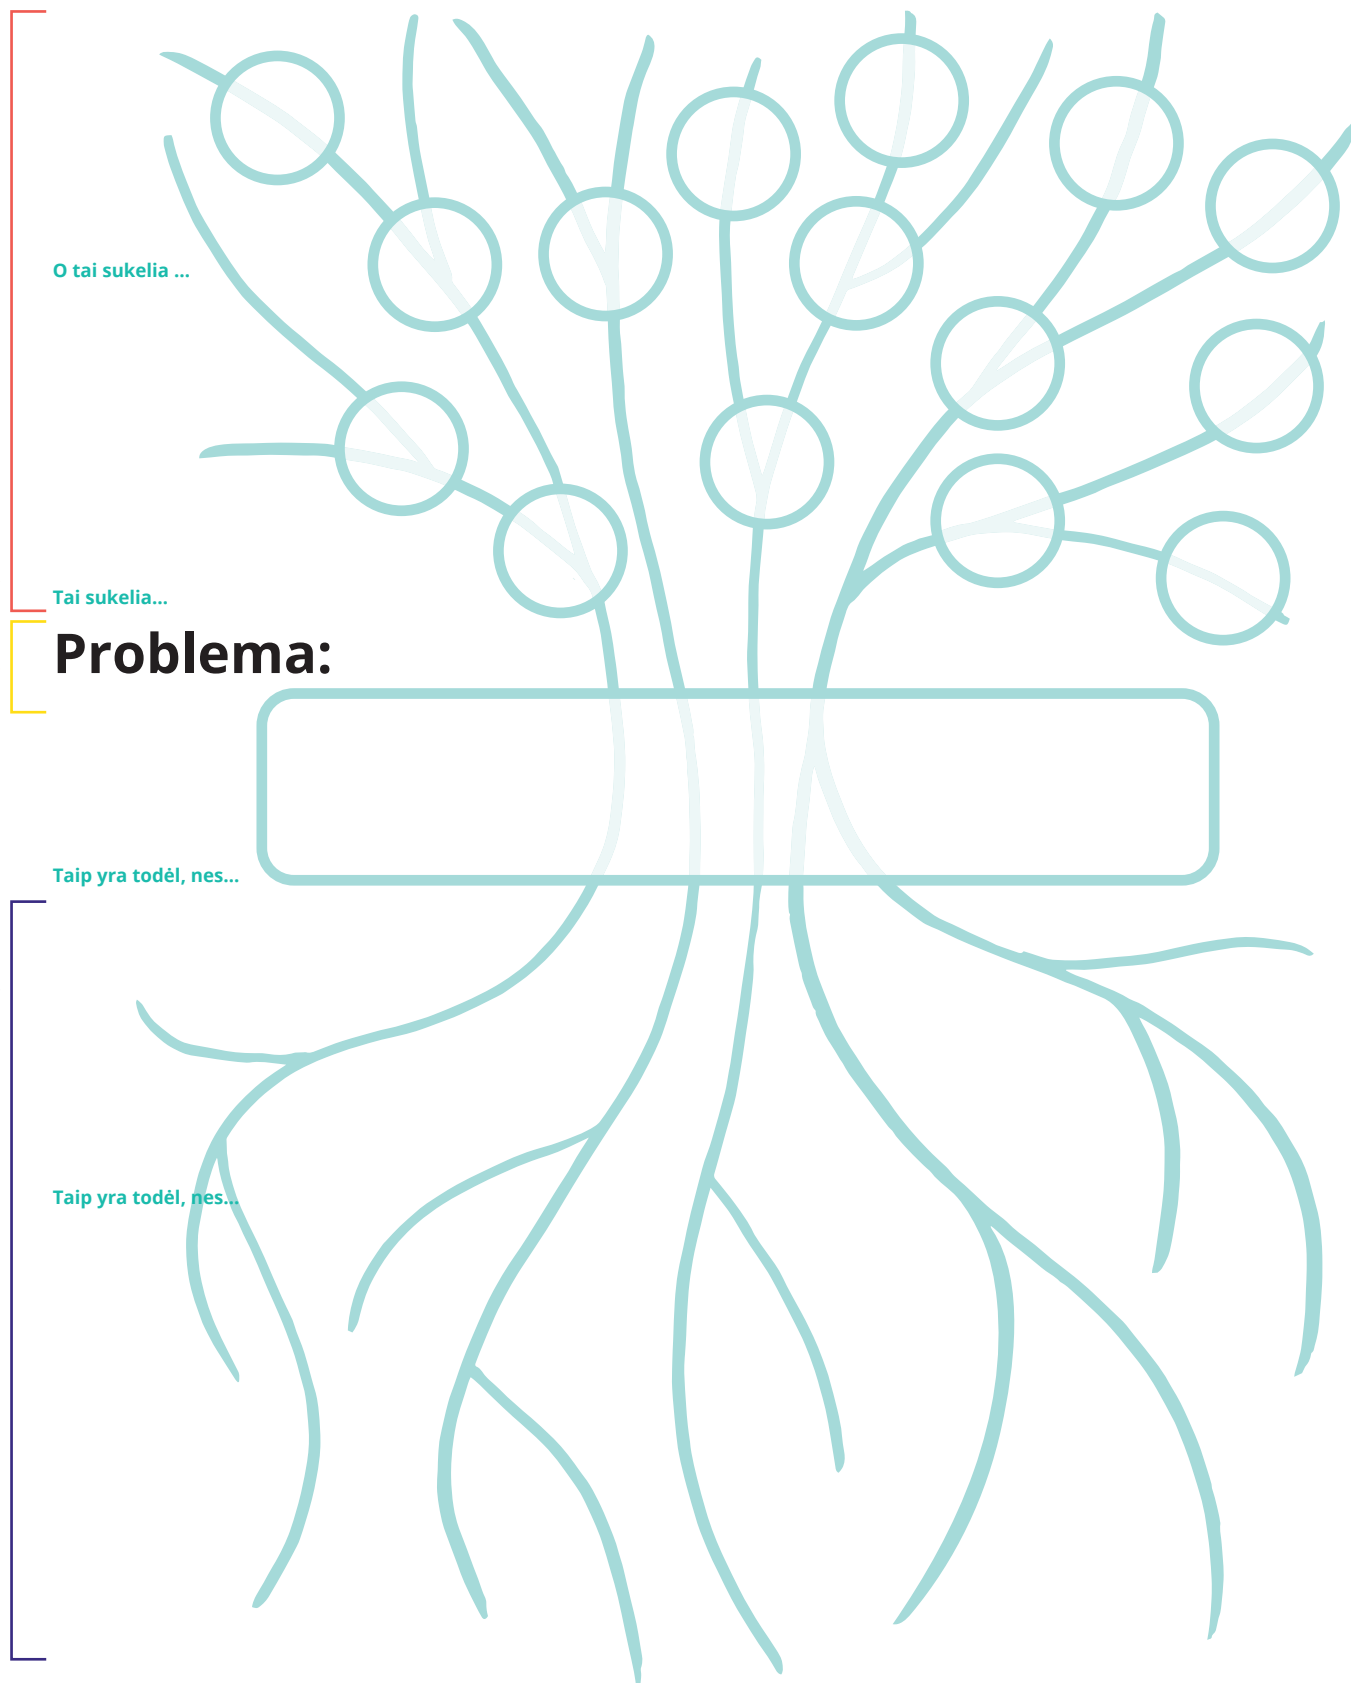 O tai sukelia ...
Tai sukelia...
Problema:
Taip yra todėl, nes...
Taip yra todėl, nes...